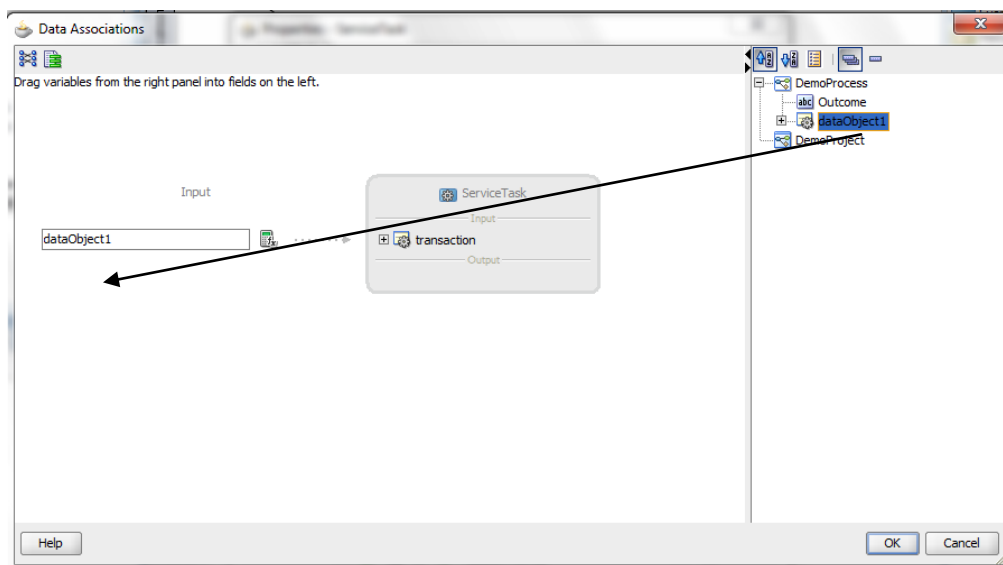 Data Associations
Drag variables from the right panel into fields on the left.
DemoProcess
abc Outcome
dataObject1
DemoProject
Input
ServiceTask
Input
dataObject1
transaction
Output
Help
OK
Cancel